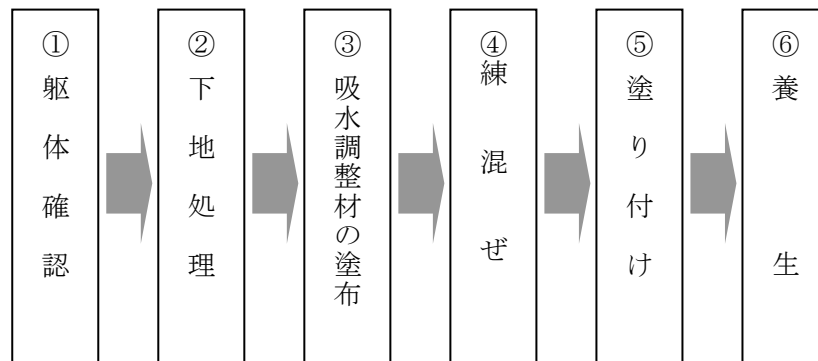 ①躯体確認
②下地処理
③吸水調整材の塗布
④練混ぜ
⑤塗り付け
⑥養生